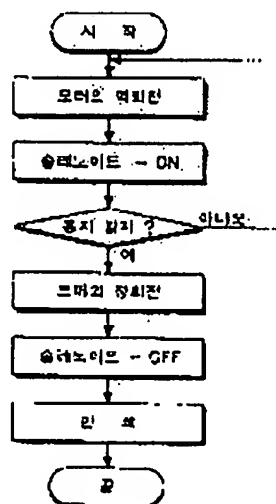 시 작
모터의 역회전
솔레노이드 - ON
용지 감지 ?
아니오
예
모터의 정회전
솔레노이드 - OFF
인 쇄
끝